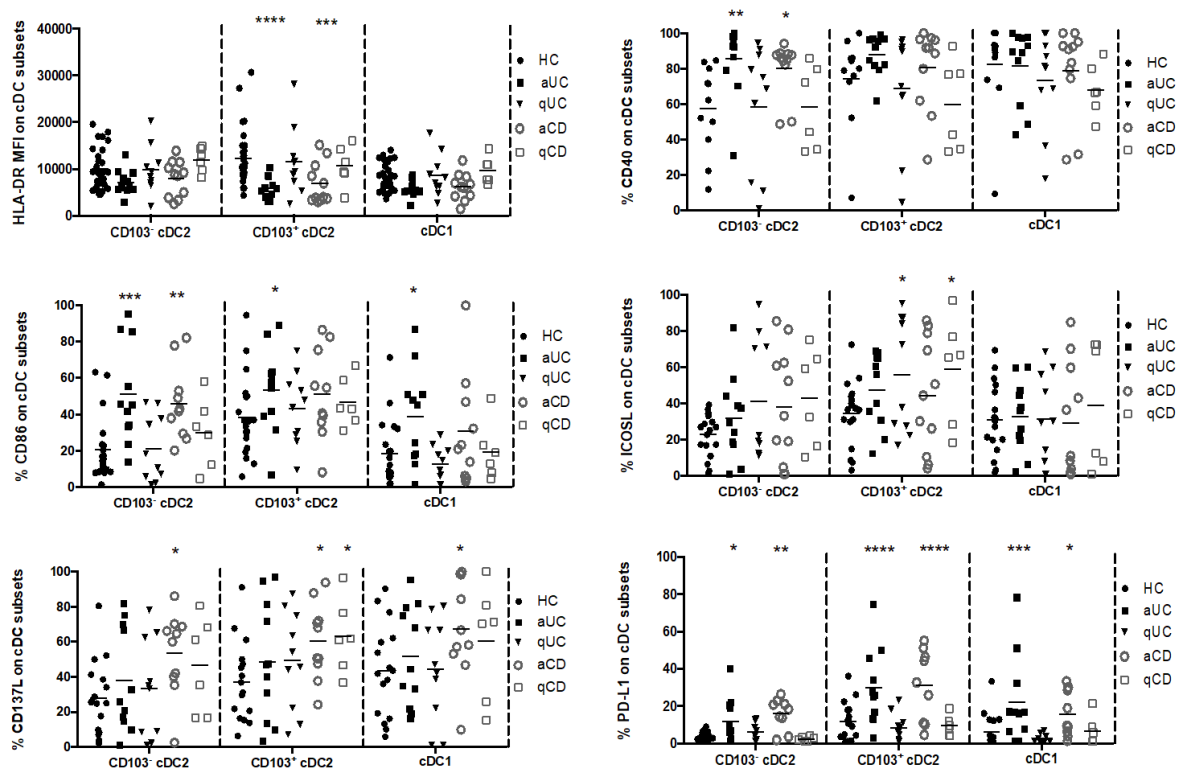 HLA-DR MFI on cDC subsets
40000
30000
20000
10000
0
**** ***
CD103⁻ cDC2 CD103⁺ cDC2 cDC1
HC
aUC
qUC
aCD
qCD
% CD40 on cDC subsets
100
80
60
40
20
0
** *
CD103⁻ cDC2 CD103⁺ cDC2 cDC1
HC
aUC
qUC
aCD
qCD
% CD86 on cDC subsets
100
80
60
40
20
0
*** ** * *
CD103⁻ cDC2 CD103⁺ cDC2 cDC1
HC
aUC
qUC
aCD
qCD
% ICOSL on cDC subsets
100
80
60
40
20
0
* *
CD103⁻ cDC2 CD103⁺ cDC2 cDC1
HC
aUC
qUC
aCD
qCD
% CD137L on cDC subsets
100
80
60
40
20
0
* * * *
CD103⁻ cDC2 CD103⁺ cDC2 cDC1
HC
aUC
qUC
aCD
qCD
% PD-L1 on cDC subsets
100
80
60
40
20
0
* ** **** **** *** *
CD103⁻ cDC2 CD103⁺ cDC2 cDC1
HC
aUC
qUC
aCD
qCD